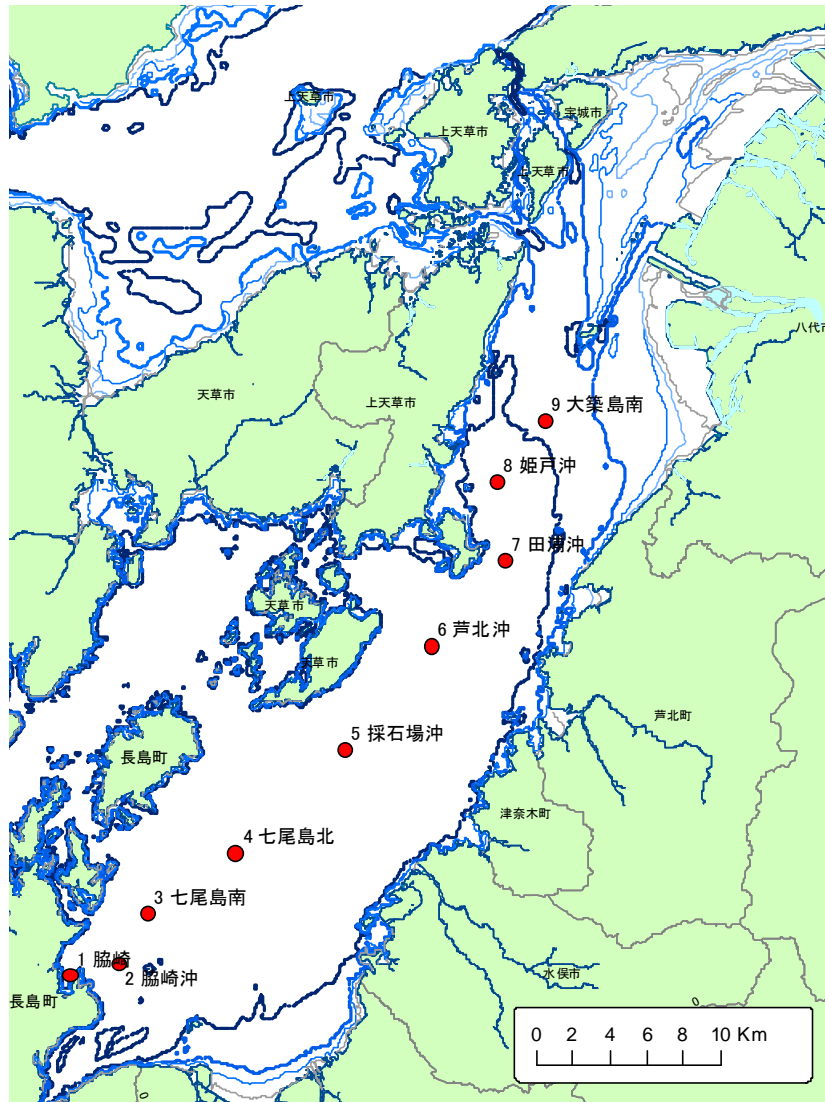 上天草市
宇城市
上天草市
上天草市
八代市
天草市
上天草市
9 大築島南
8 姫戸沖
7 田浦沖
天草市
6 芦北沖
天草市
芦北町
5 採石場沖
長島町
津奈木町
4 七尾島北
3 七尾島南
1 脇崎
2 脇崎沖
水俣市
長島町
0
0 2 4 6 8 10 Km
0
0